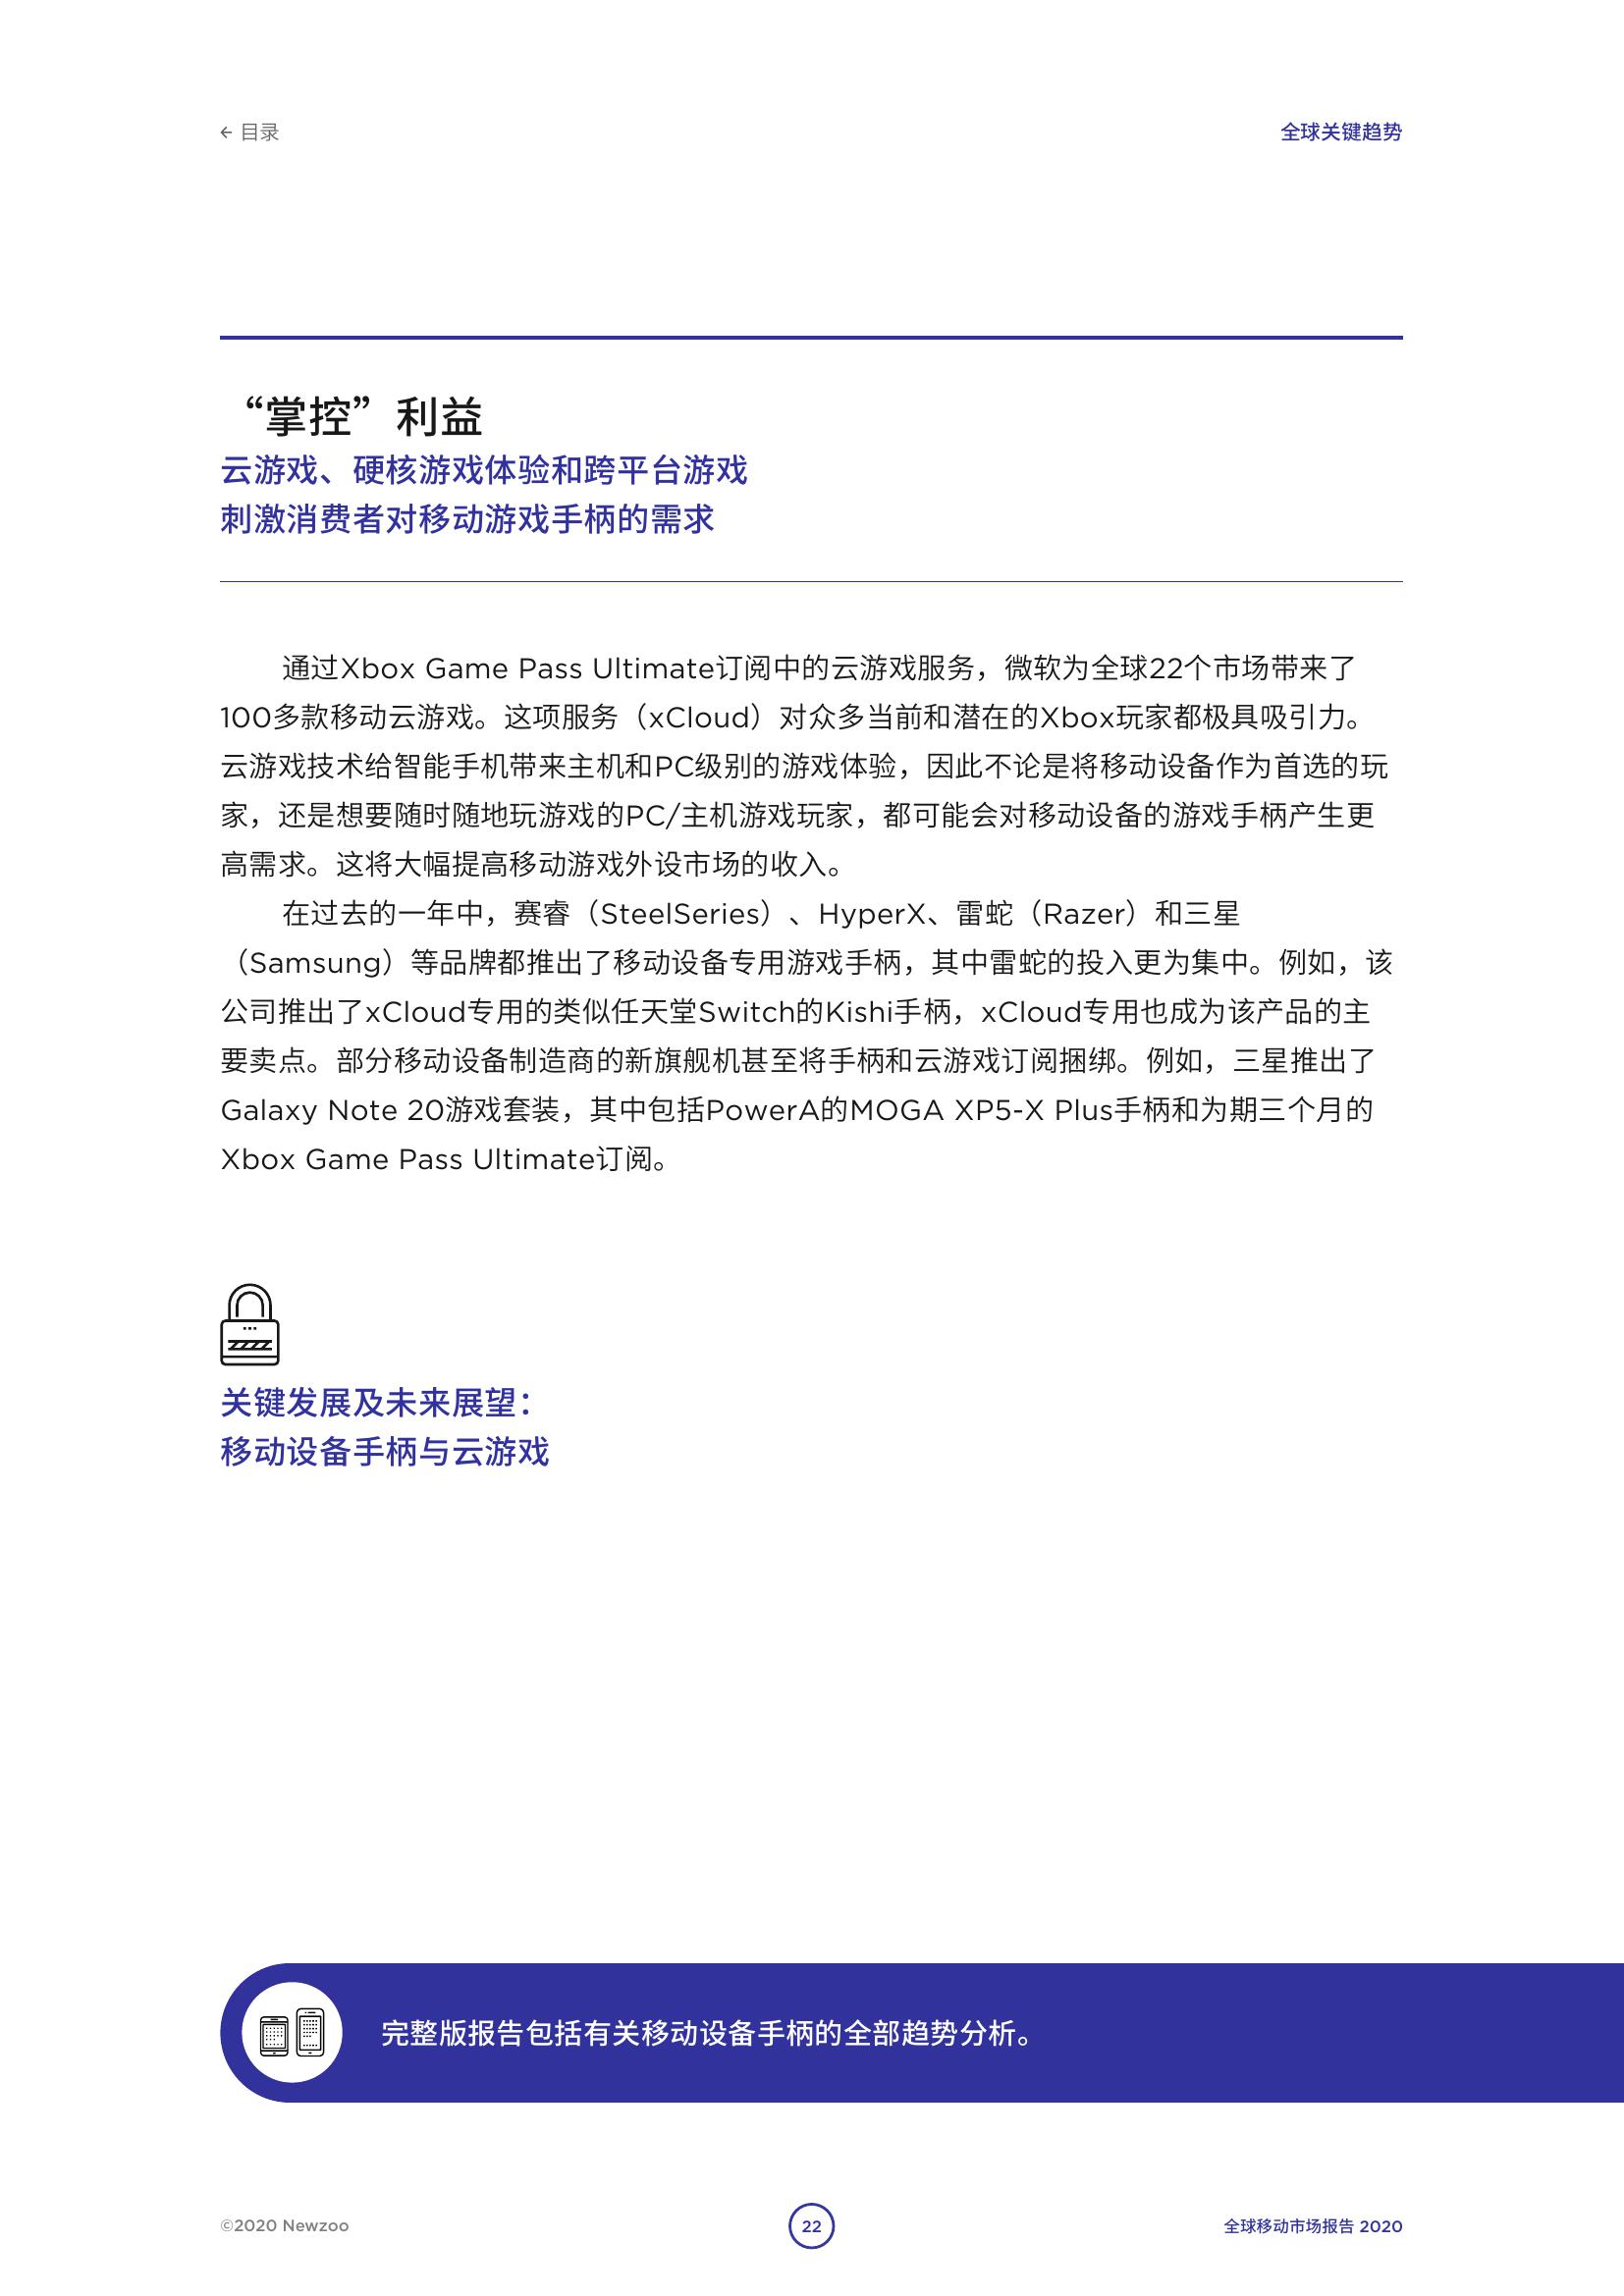 ← 目录
全球关键趋势
“掌控”利益
云游戏、硬核游戏体验和跨平台游戏
刺激消费者对移动游戏手柄的需求
通过Xbox Game Pass Ultimate订阅中的云游戏服务，微软为全球22个市场带来了
100多款移动云游戏。这项服务（xCloud）对众多当前和潜在的Xbox玩家都极具吸引力。
云游戏技术给智能手机带来主机和PC级别的游戏体验，因此不论是将移动设备作为首选的玩
家，还是想要随时随地玩游戏的PC/主机游戏玩家，都可能会对移动设备的游戏手柄产生更
高需求。这将大幅提高移动游戏外设市场的收入。
在过去的一年中，赛睿（SteelSeries）、HyperX、雷蛇（Razer）和三星
（Samsung）等品牌都推出了移动设备专用游戏手柄，其中雷蛇的投入更为集中。例如，该
公司推出了xCloud专用的类似任天堂Switch的Kishi手柄，xCloud专用也成为该产品的主
要卖点。部分移动设备制造商的新旗舰机甚至将手柄和云游戏订阅捆绑。例如，三星推出了
Galaxy Note 20游戏套装，其中包括PowerA的MOGA XP5-X Plus手柄和为期三个月的
Xbox Game Pass Ultimate订阅。
关键发展及未来展望：
移动设备手柄与云游戏
完整版报告包括有关移动设备手柄的全部趋势分析。
©2020 Newzoo
22
全球移动市场报告 2020